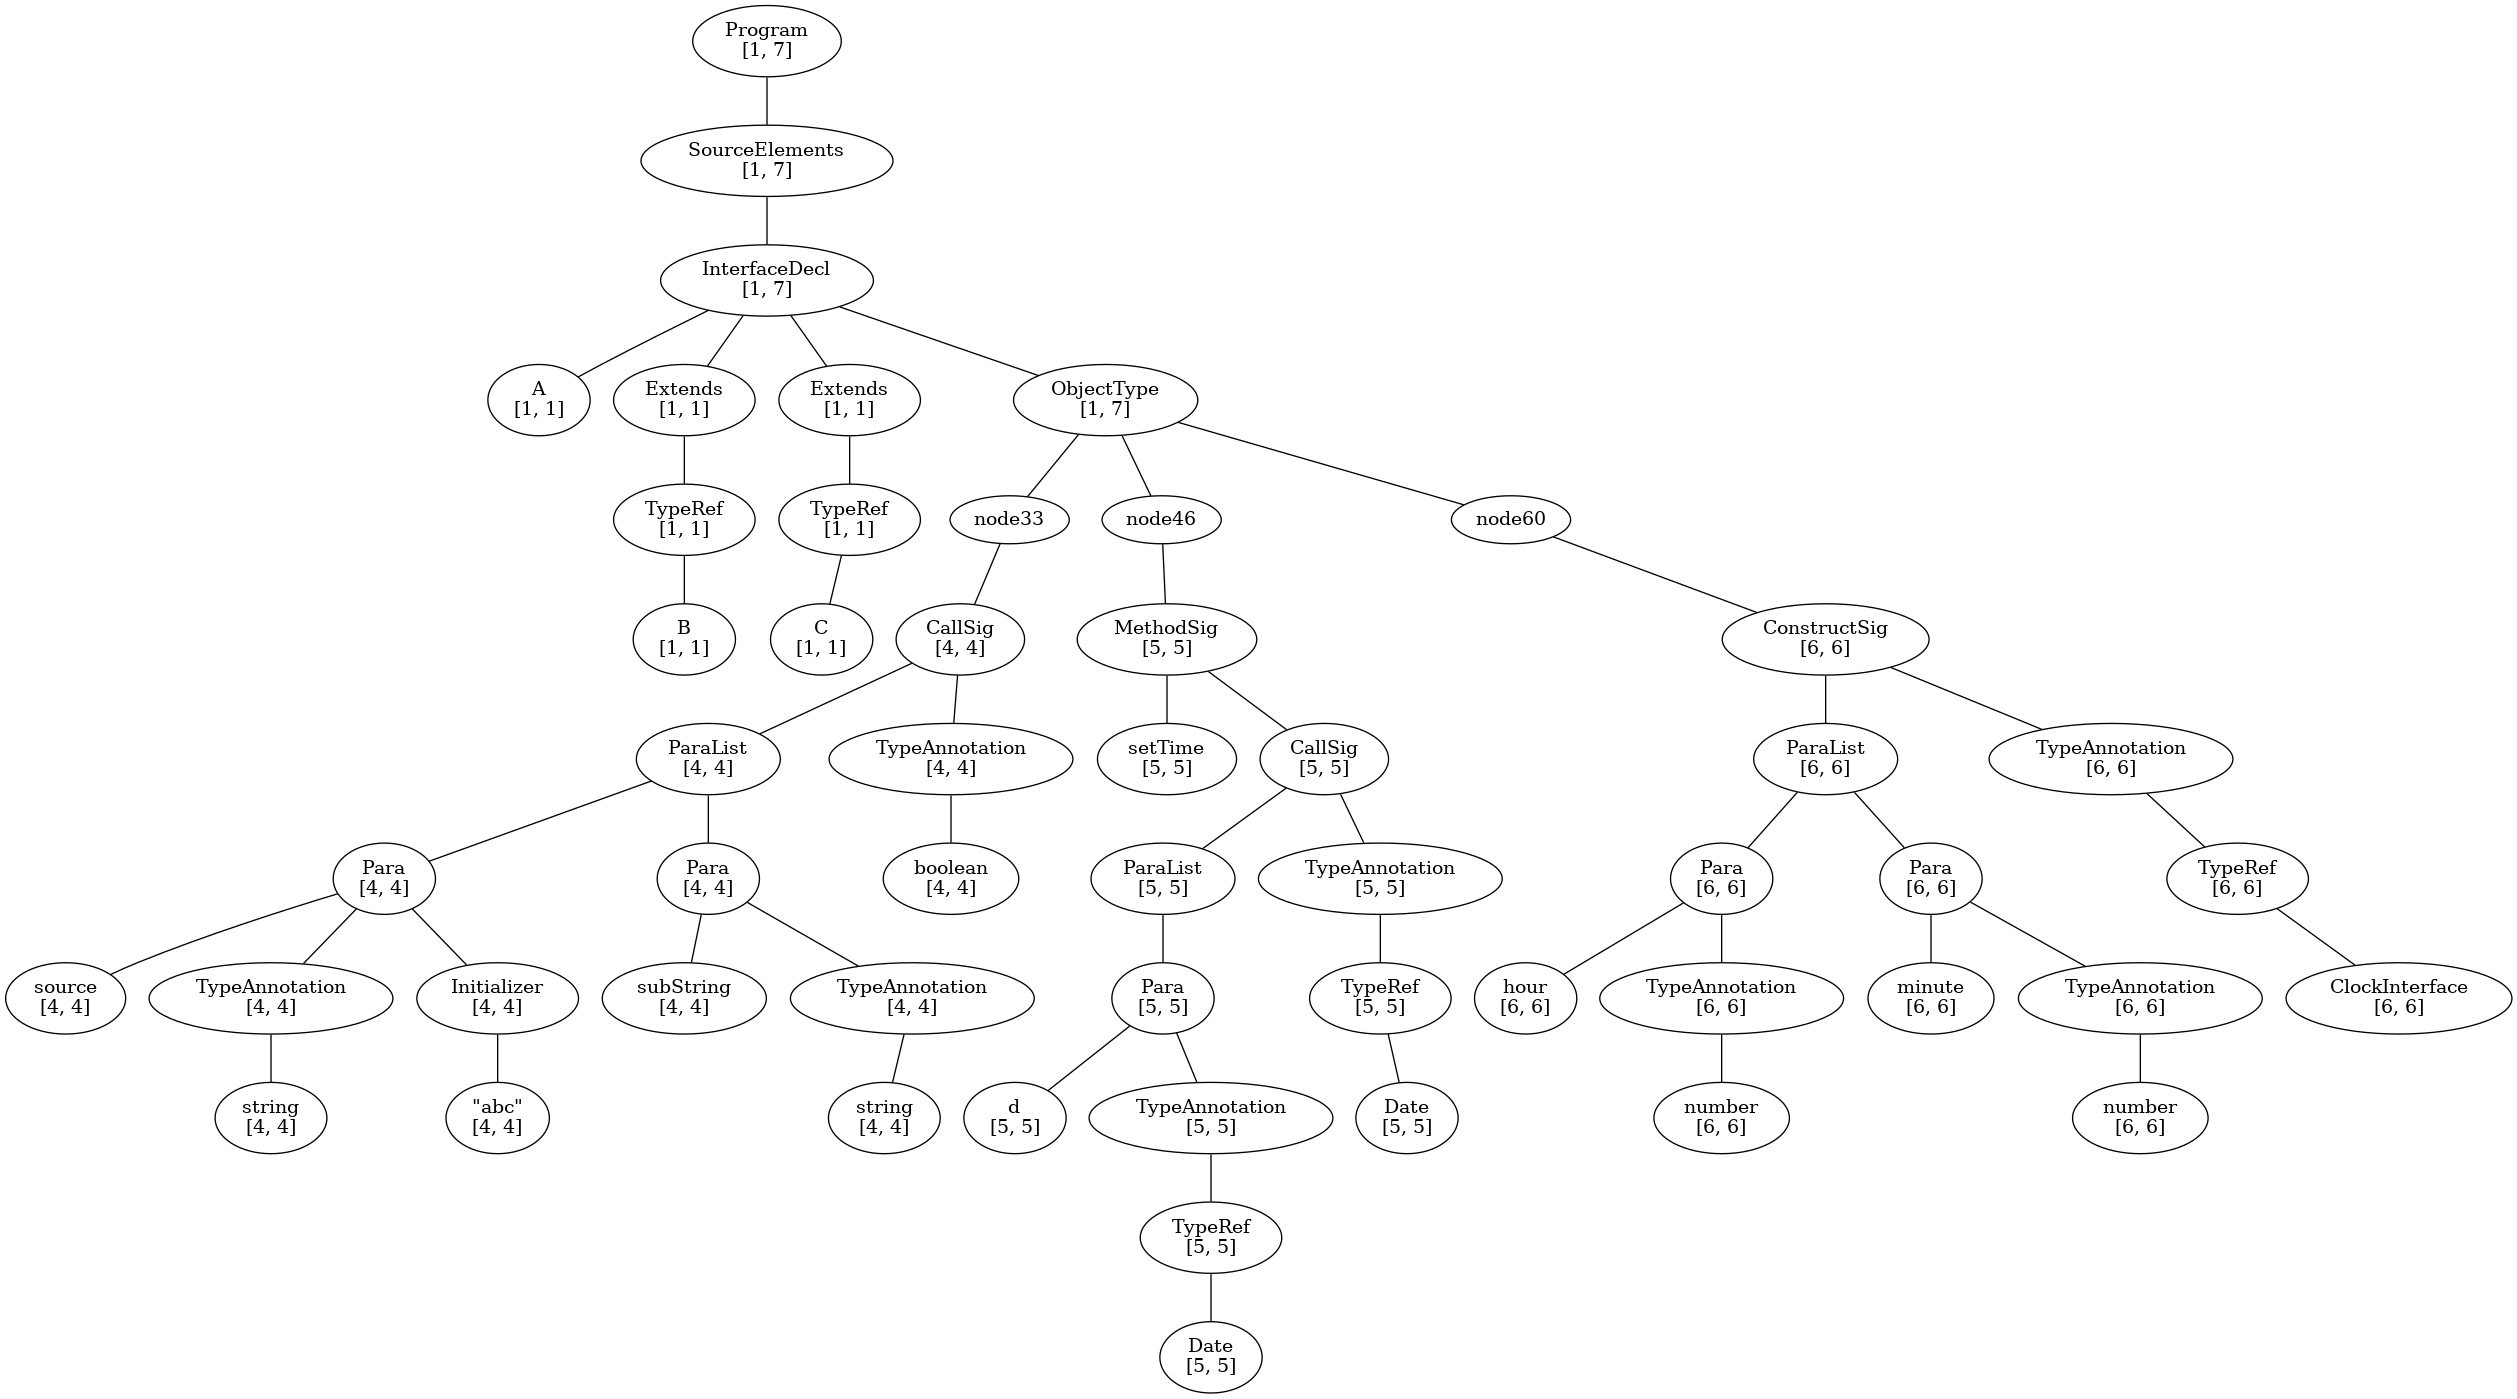 Program
[1, 7]
SourceElements
[1, 7]
InterfaceDecl
[1, 7]
A
[1, 1]
Extends
[1, 1]
Extends
[1, 1]
ObjectType
[1, 7]
TypeRef
[1, 1]
TypeRef
[1, 1]
node33
node46
node60
B
[1, 1]
C
[1, 1]
CallSig
[4, 4]
MethodSig
[5, 5]
ConstructSig
[6, 6]
ParaList
[4, 4]
TypeAnnotation
[4, 4]
setTime
[5, 5]
CallSig
[5, 5]
ParaList
[6, 6]
TypeAnnotation
[6, 6]
Para
[4, 4]
Para
[4, 4]
boolean
[4, 4]
ParaList
[5, 5]
TypeAnnotation
[5, 5]
Para
[6, 6]
Para
[6, 6]
TypeRef
[6, 6]
source
[4, 4]
TypeAnnotation
[4, 4]
Initializer
[4, 4]
subString
[4, 4]
TypeAnnotation
[4, 4]
Para
[5, 5]
TypeRef
[5, 5]
hour
[6, 6]
TypeAnnotation
[6, 6]
minute
[6, 6]
TypeAnnotation
[6, 6]
ClockInterface
[6, 6]
string
[4, 4]
"abc"
[4, 4]
string
[4, 4]
d
[5, 5]
TypeAnnotation
[5, 5]
Date
[5, 5]
number
[6, 6]
number
[6, 6]
TypeRef
[5, 5]
Date
[5, 5]